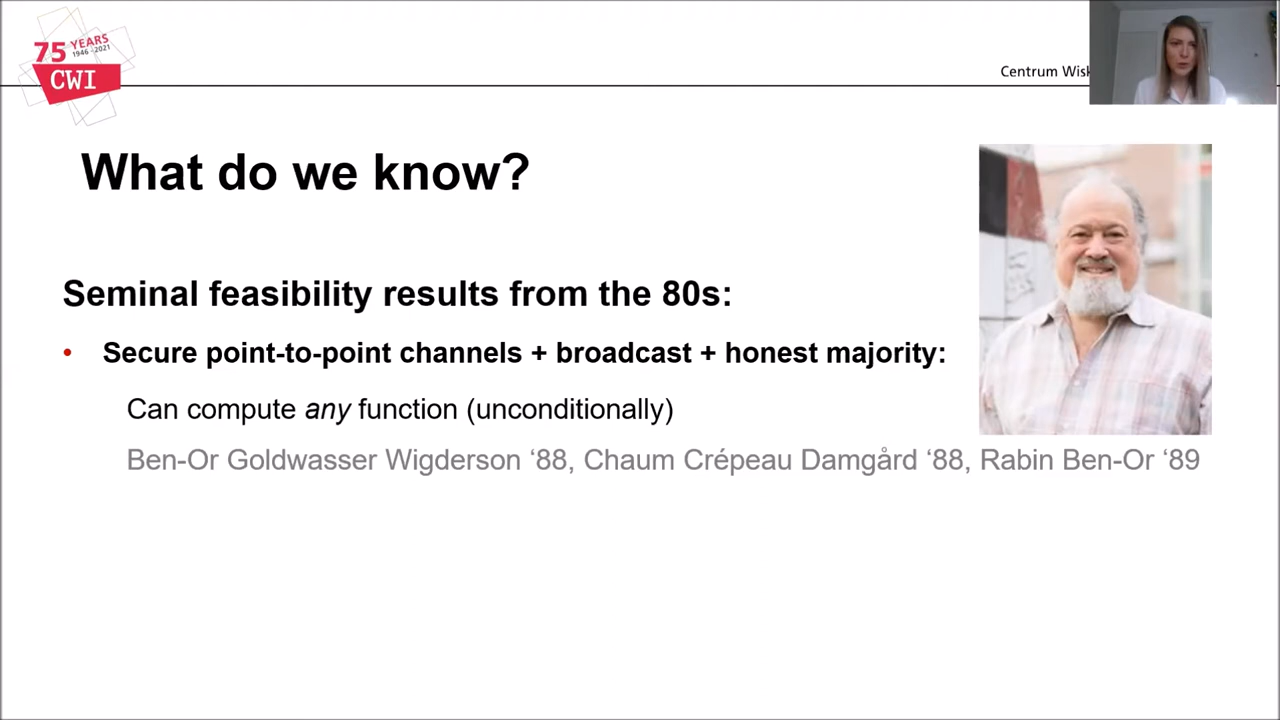 75 YEARS
1946 - 2021
CWI
Centrum Wisk
What do we know?
Seminal feasibility results from the 80s:
• Secure point-to-point channels + broadcast + honest majority:
Can compute any function (unconditionally)
Ben-Or Goldwasser Wigderson ‘88, Chaum Crépeau Damgård ‘88, Rabin Ben-Or ‘89